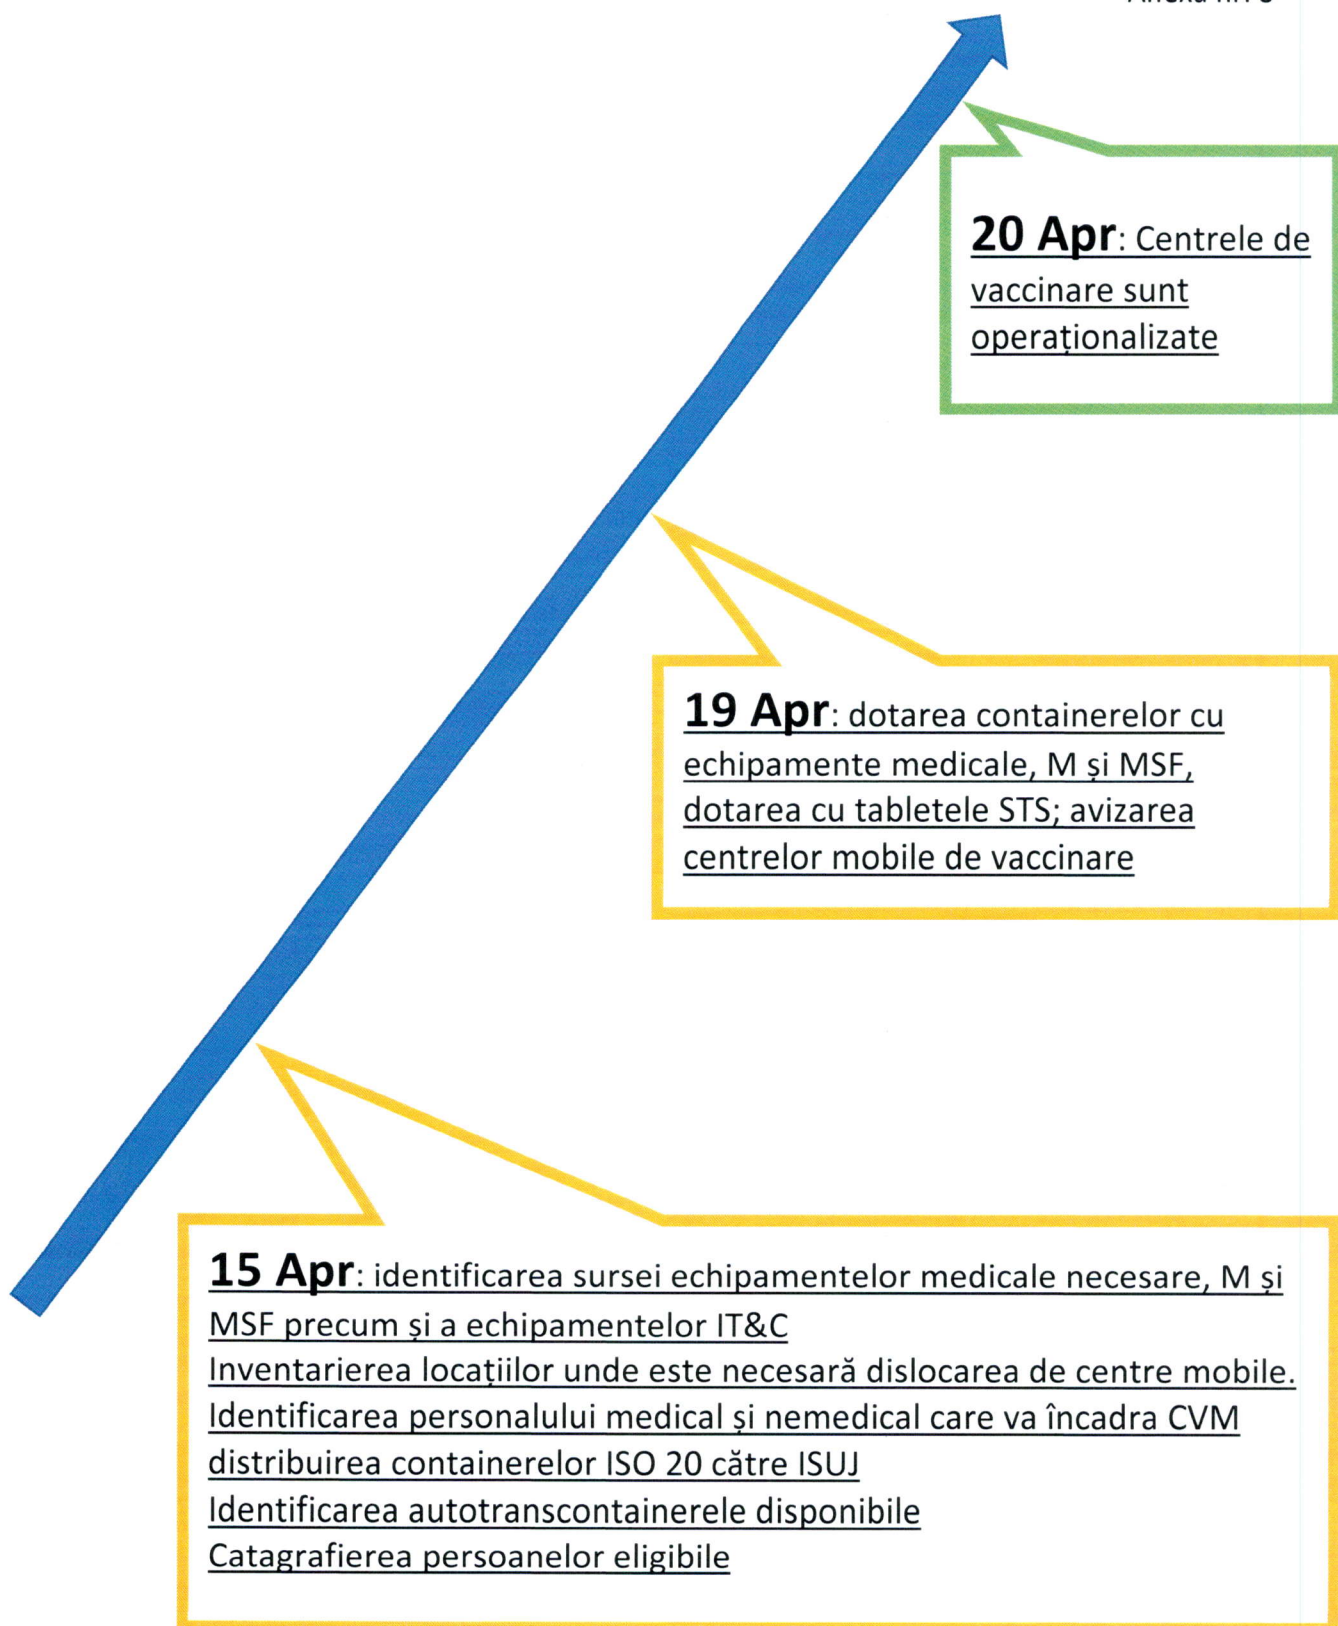 20 Apr: Centrele de
vaccinare sunt
operaționalizate
19 Apr: dotarea containerelor cu
echipamente medicale, M și MSF,
dotarea cu tabletele STS; avizarea
centrelor mobile de vaccinare
15 Apr: identificarea sursei echipamentelor medicale necesare, M și
MSF precum și a echipamentelor IT&C
Inventarierea locațiilor unde este necesară dislocarea de centre mobile.
Identificarea personalului medical și nemedical care va încadra CVM
distribuirea containerelor ISO 20 către ISUJ
Identificarea autotranscontainerele disponibile
Catagrafierea persoanelor eligibile